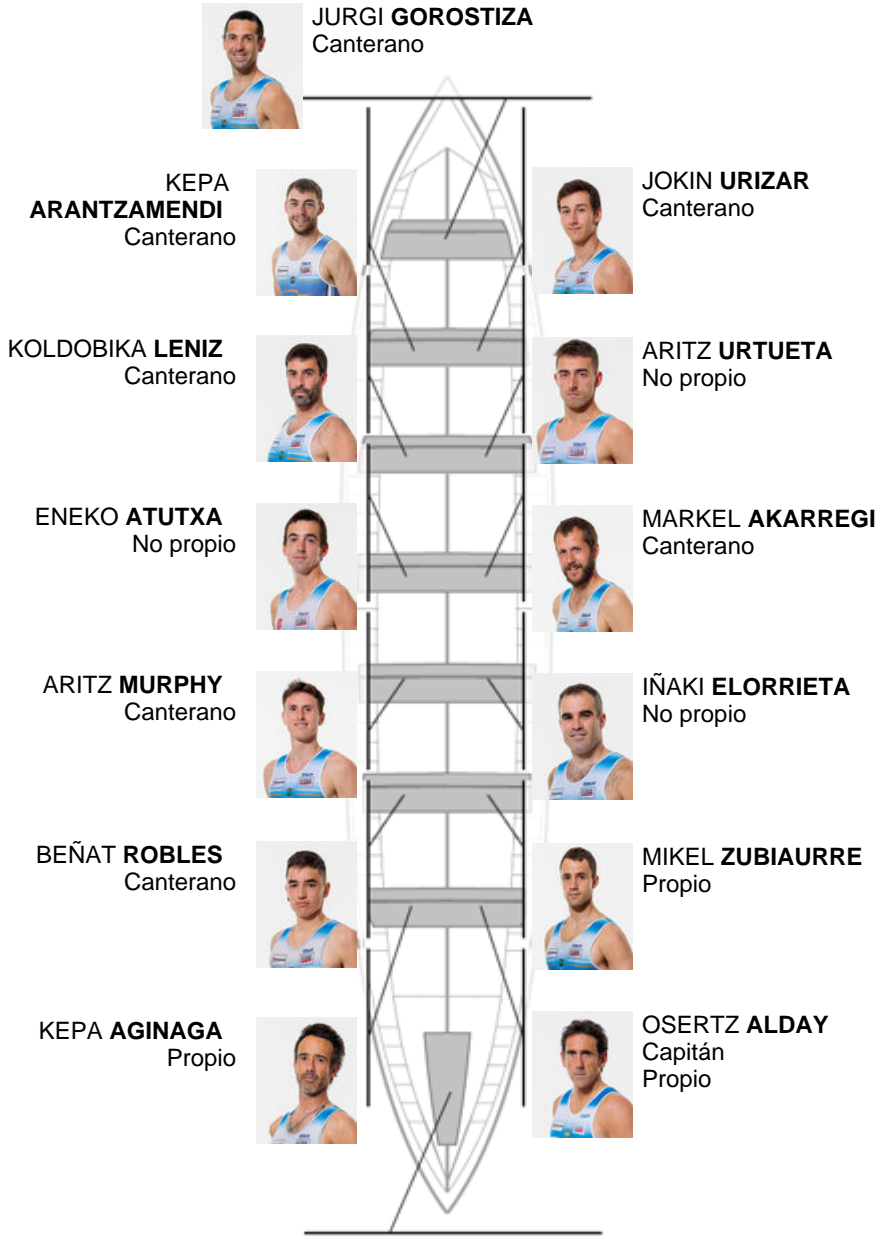 JURGI GOROSTIZA
Canterano
KEPA
ARANTZAMENDI
Canterano
JOKIN URIZAR
Canterano
KOLDOBIKA LENIZ
Canterano
ARITZ URTUETA
No propio
ENEKO ATUTXA
No propio
MARKEL AKARREGI
Canterano
ARITZ MURPHY
Canterano
IÑAKI ELORRIETA
No propio
BEÑAT ROBLES
Canterano
MIKEL ZUBIAURRE
Propio
KEPA AGINAGA
Propio
OSERTZ ALDAY
Capitán
Propio